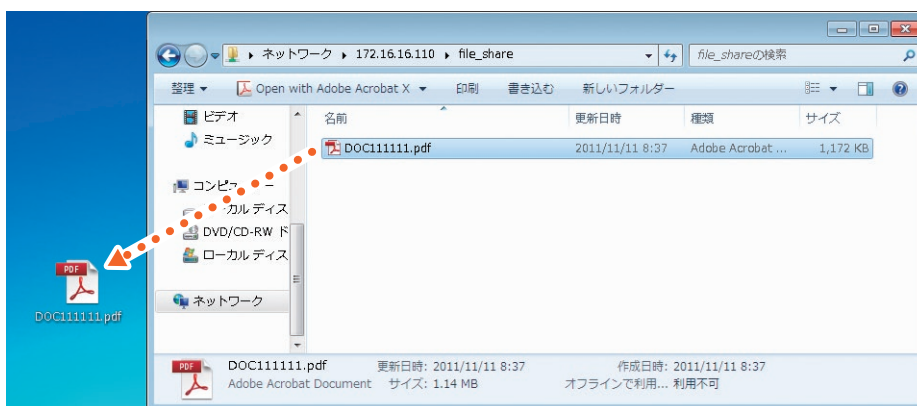 ネットワーク ▸ 172.16.16.110 ▸ file_share
file_shareの検索
整理 ▼ Open with Adobe Acrobat X ▼ 印刷 書き込む 新しいフォルダー
ビデオ
ミュージック
コンピュ
カル ディス
DVD/CD-RW ド
ローカル ディス
ネットワーク
名前 更新日時 種類 サイズ
DOC111111.pdf 2011/11/11 8:37 Adobe Acrobat ... 1,172 KB
PDF
DOC111111.pdf
PDF
DOC111111.pdf 更新日時: 2011/11/11 8:37 作成日時: 2011/11/11 8:37
Adobe Acrobat Document サイズ: 1.14 MB オフラインで利用... 利用不可